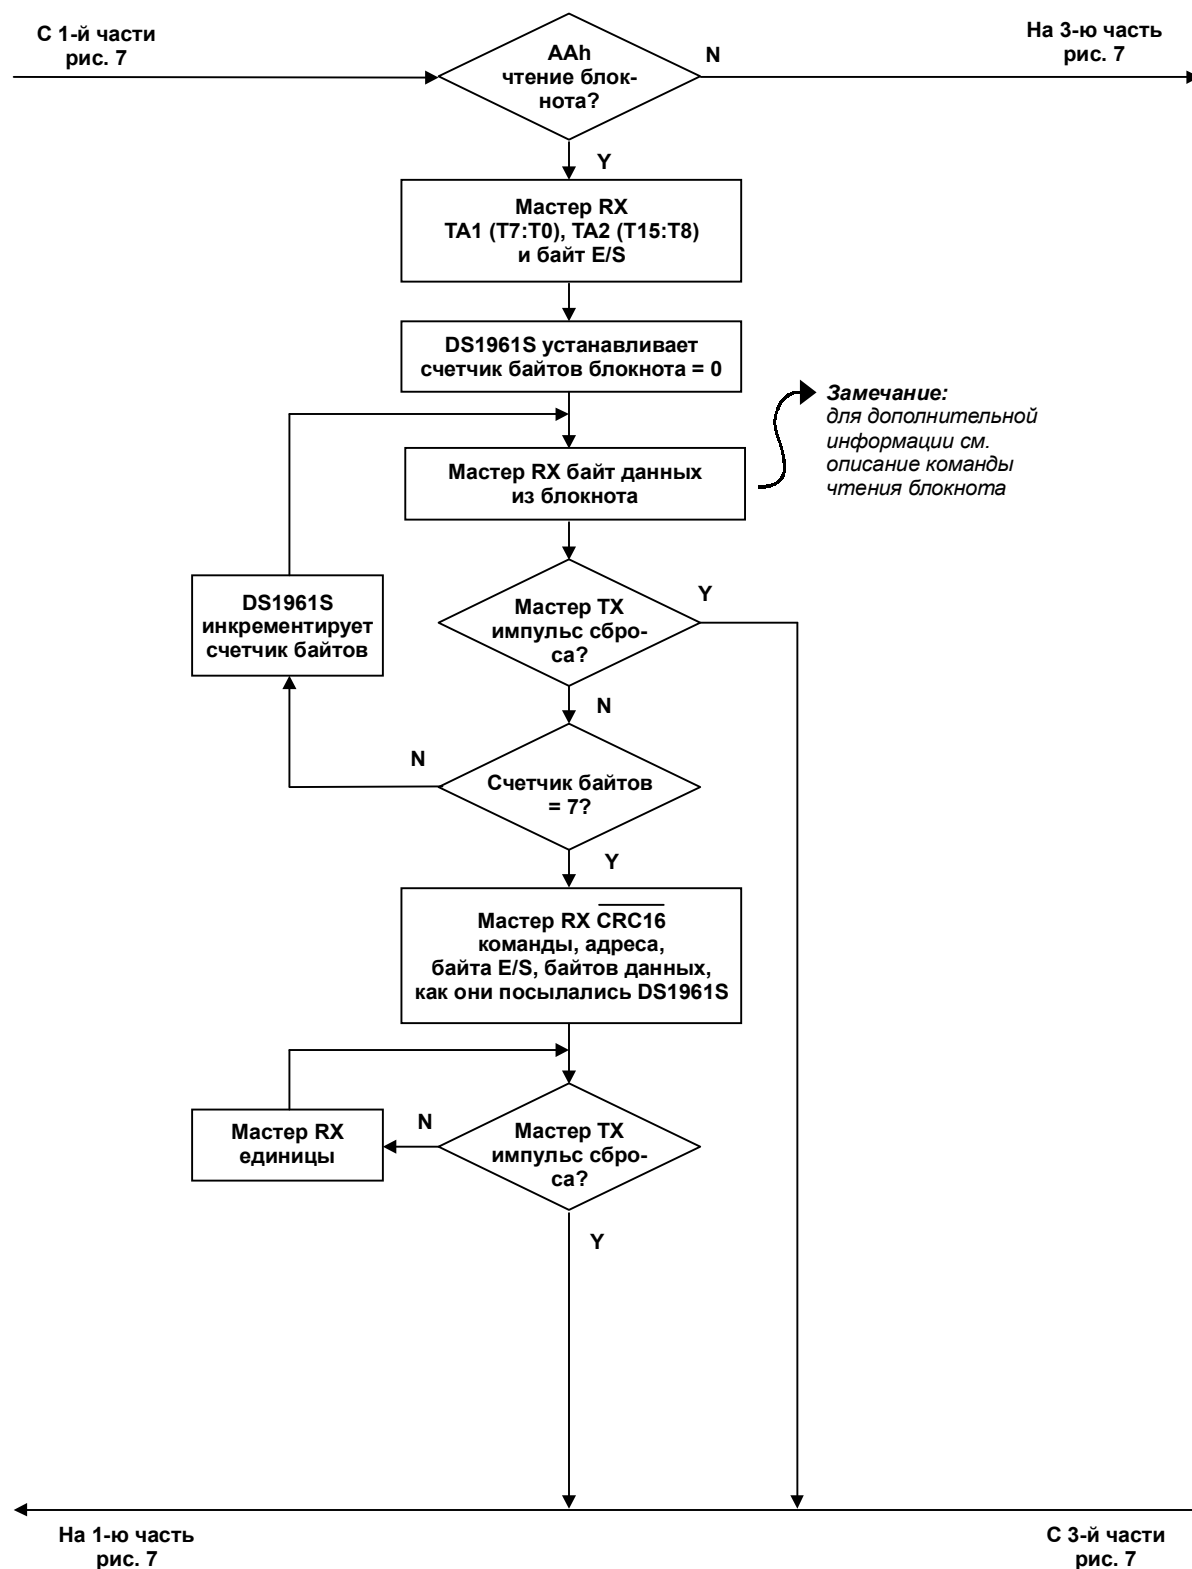 С 1-й части
рис. 7
AAh
чтение блок-
нота?
N
На 3-ю часть
рис. 7
Y
Мастер RX
TA1 (T7:T0), TA2 (T15:T8)
и байт E/S
DS1961S устанавливает
счетчик байтов блокнота = 0
Замечание:
для дополнительной
информации см.
описание команды
чтения блокнота
Мастер RX байт данных
из блокнота
DS1961S
инкрементирует
счетчик байтов
Мастер TX
импульс сбро-
са?
Y
N
N
Счетчик байтов
= 7?
Y
Мастер RX CRC16
команды, адреса,
байта E/S, байтов данных,
как они посылались DS1961S
Мастер RX
единицы
N
Мастер TX
импульс сбро-
са?
Y
На 1-ю часть
рис. 7
С 3-й части
рис. 7